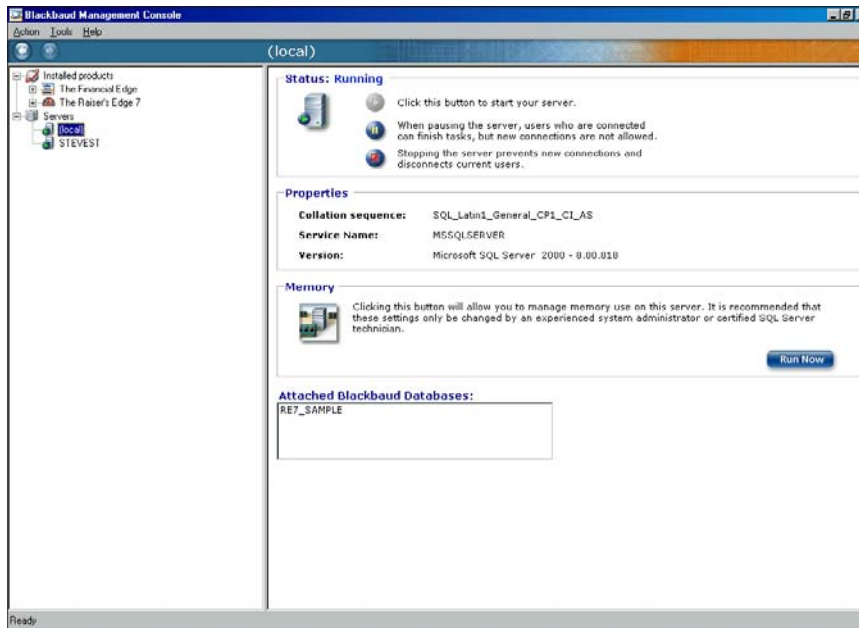 Blackbaud Management Console
Action Tools Help
(local)
Installed products
The Financial Edge
The Raiser's Edge 7
Servers
(local)
STEVEST
Status: Running
Click this button to start your server.
When pausing the server, users who are connected
can finish tasks, but new connections are not allowed.
Stopping the server prevents new connections and
disconnects current users.
Properties
Collation sequence: SQL_Latin1_General_CP1_CI_AS
Service Name: MSSQLSERVER
Version: Microsoft SQL Server 2000 - 8.00.818
Memory
Clicking this button will allow you to manage memory use on this server. It is recommended that
these settings only be changed by an experienced system administrator or certified SQL Server
technician.
Run Now
Attached Blackbaud Databases:
RE7_SAMPLE
Ready